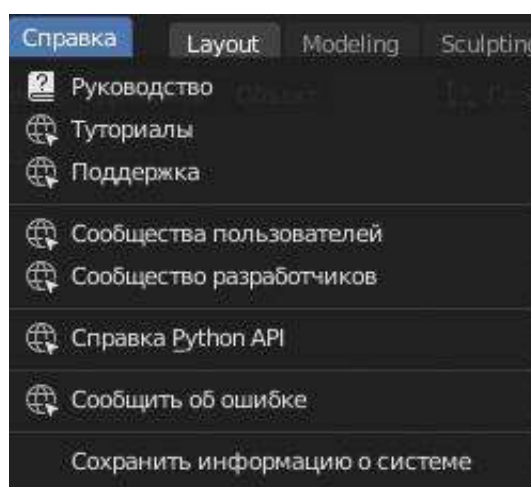 Справка Layout Modeling Sculpting
Руководство
Туториалы
Поддержка
Сообщества пользователей
Сообщество разработчиков
Справка Python API
Сообщить об ошибке
Сохранить информацию о системе